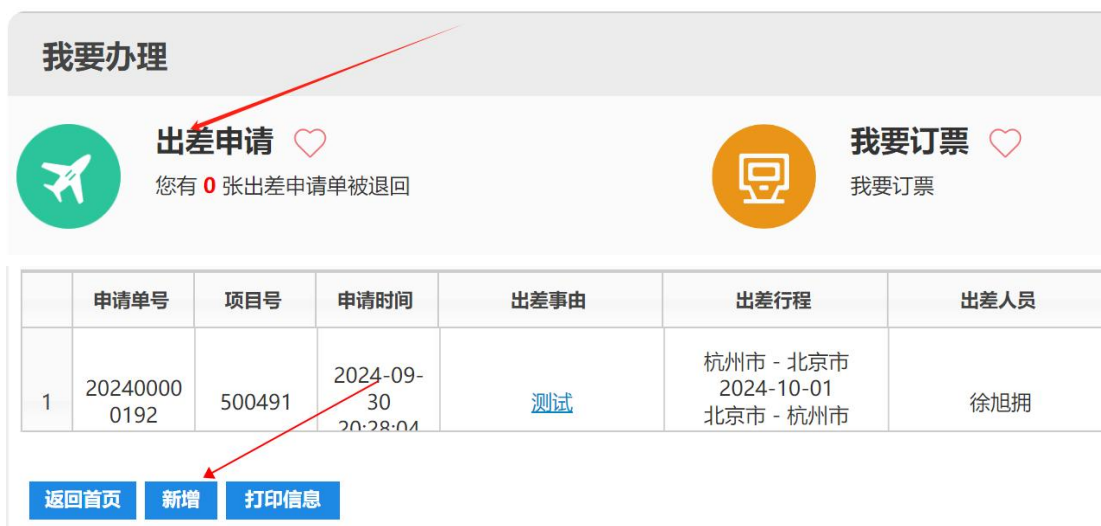 我要办理
出差申请
您有 0 张出差申请单被退回
我要订票
我要订票
申请单号 项目号 申请时间 出差事由 出差行程 出差人员
1 202400000192 500491 2024-09-30 20:28:04 测试 杭州市 - 北京市 2024-10-01 北京市 - 杭州市 徐旭拥
返回首页 新增 打印信息